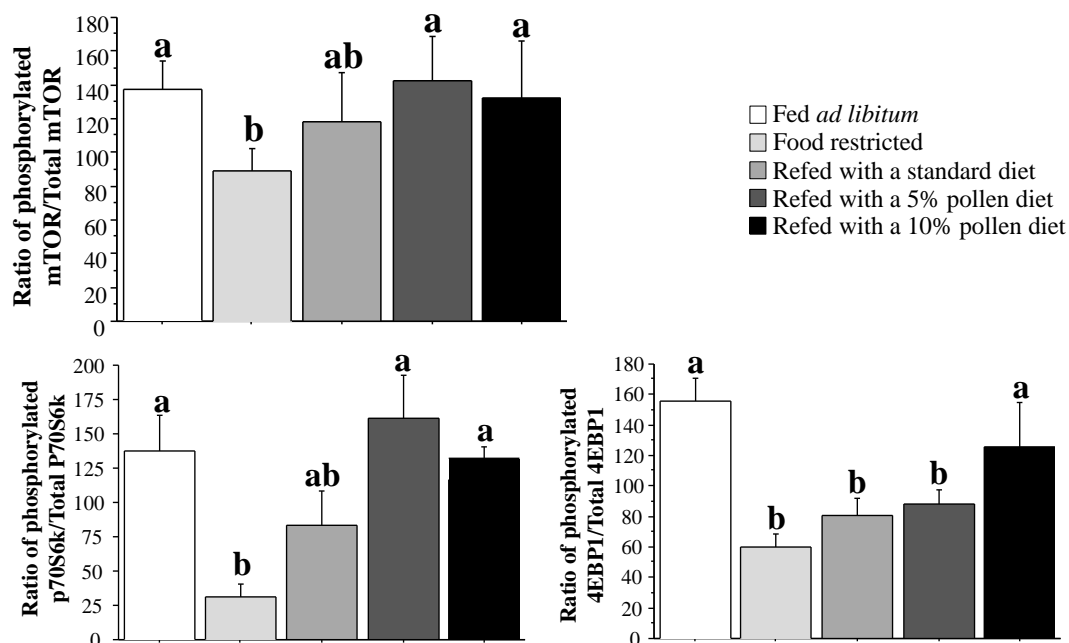 Ratio of phosphorylated
mTOR/Total mTOR
180
160
140
120
100
80
60
40
20
0
a
b
ab
a
a
Fed ad libitum
Food restricted
Refed with a standard diet
Refed with a 5% pollen diet
Refed with a 10% pollen diet
Ratio of phosphorylated
p70S6k/Total P70S6k
200
175
150
125
100
75
50
25
0
a
b
ab
a
a
Ratio of phosphorylated
4EBP1/Total 4EBP1
180
160
140
120
100
80
60
40
20
0
a
b
b
b
a